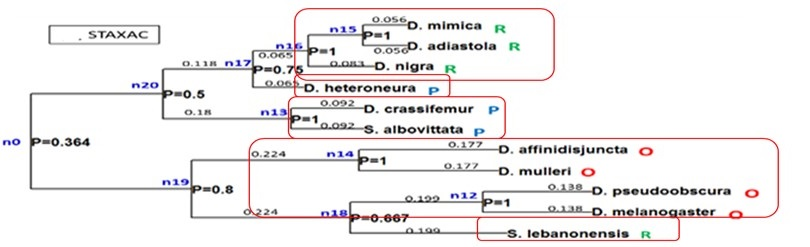 . STAXAC
0.056 D. mimica R
n15 P=1
0.056 D. adiastola R
n16 P=1
0.083 D. nigra R
0.118 n17 0.065 P=0.75
0.065 D. heteroneura P
n20 P=0.5
0.092 D. crassifemur P
0.18 n13 P=1
0.092 S. albovittata P
n0 P=0.364
0.177 D. affinidisjuncta O
0.224 n14 P=1
0.177 D. mulleri O
n19 P=0.8
0.138 D. pseudoobscura O
0.199 n12 P=1
0.138 D. melanogaster O
0.224 n18 P=0.667
0.199 S. lebanonensis R